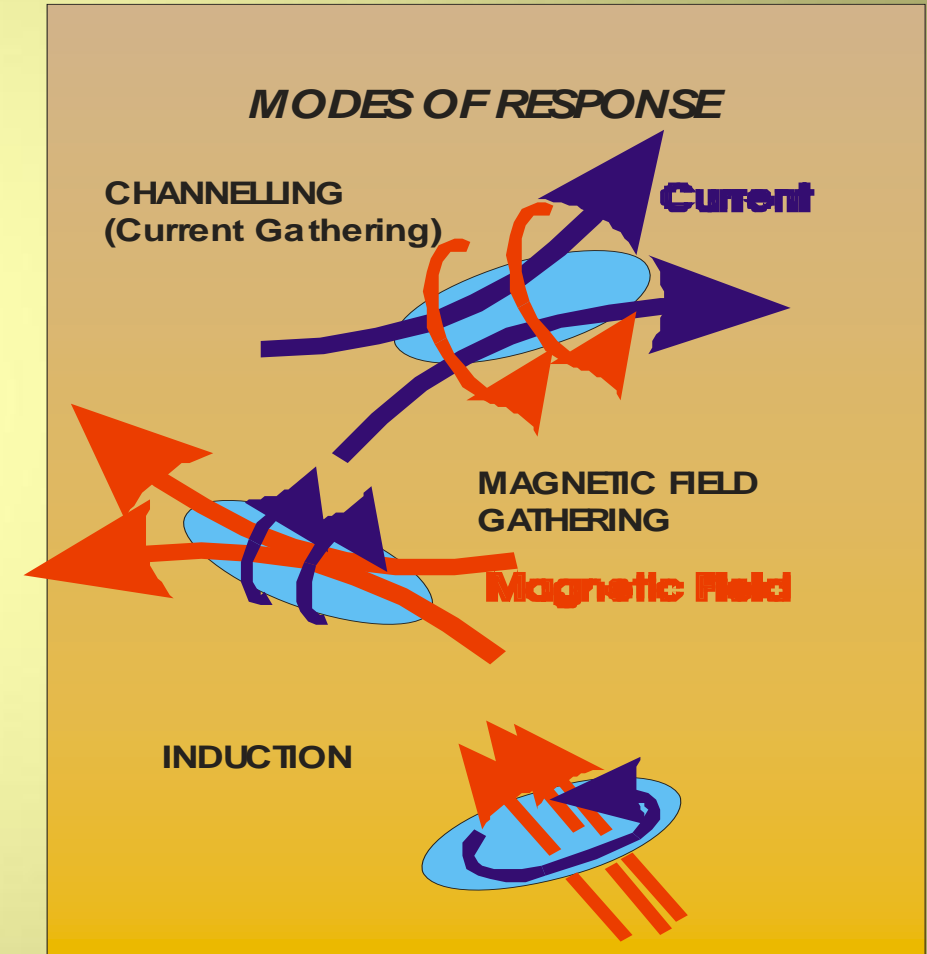 MODES OF RESPONSE
CHANNELLING
(Current Gathering)
Current
MAGNETIC FIELD
GATHERING
Magnetic Field
INDUCTION